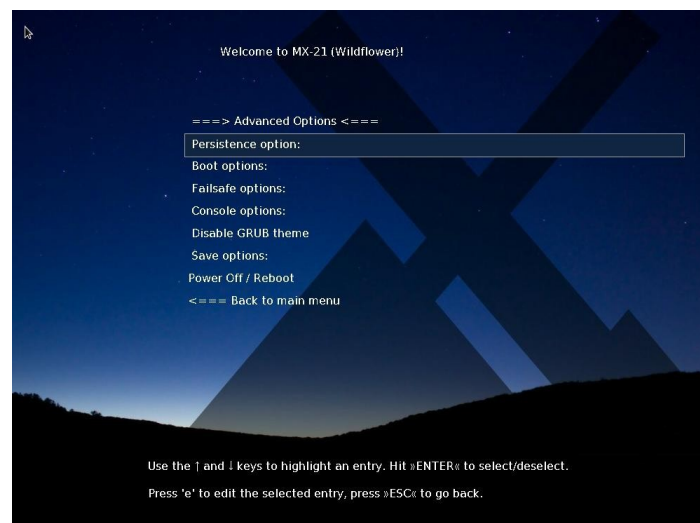 Welcome to MX-21 (Wildflower)!
===> Advanced Options <===
Persistence option:
Boot options:
Failsafe options:
Console options:
Disable GRUB theme
Save options:
Power Off / Reboot
<=== Back to main menu
Use the ↑ and ↓ keys to highlight an entry. Hit »ENTER« to select/deselect.
Press 'e' to edit the selected entry, press »ESC« to go back.